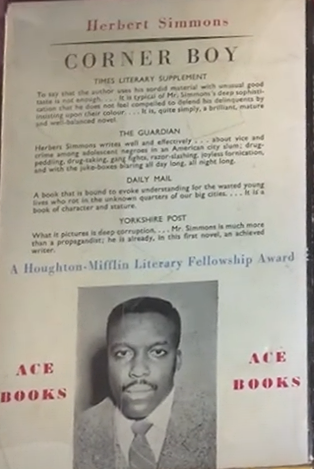 Herbert Simmons
CORNER BOY
TIMES LITERARY SUPPLEMENT
To say that the author uses his sordid material with unusual good
taste is not enough. . . . It is typical of Mr. Simmons's deep sophisti-
cation that he does not feel compelled to defend his delinquents by
insisting upon their colour. . . . It is, quite simply, a brilliant, mature
and well-balanced novel.
THE GUARDIAN
Herbert Simmons writes well and effectively . . . about vice and
crime among adolescent negroes in an American city slum; drug-
peddling, drug-taking, gang fights, razor-slashing, joyless fornication,
and with the juke-boxes blaring all day long, all night long.
DAILY MAIL
A book that is bound to evoke understanding for the wasted young
lives who rot in the unknown quarters of our big cities. . . . It is a
book of character and stature.
YORKSHIRE POST
What it pictures is deep corruption. . . . Mr. Simmons is much more
than a propagandist; he is already, in this first novel, an achieved
writer.
A Houghton-Mifflin Literary Fellowship Award
ACE
BOOKS
ACE
BOOKS